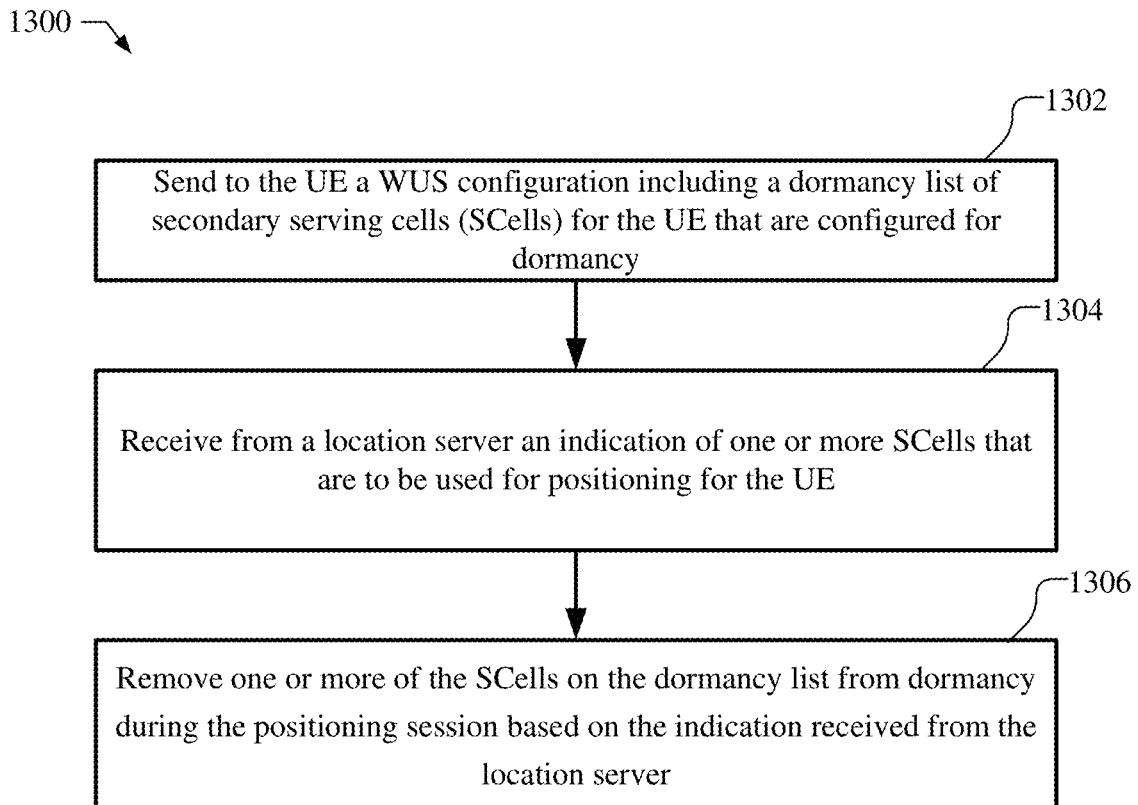 1300
1302
Send to the UE a WUS configuration including a dormancy list of
secondary serving cells (SCells) for the UE that are configured for
dormancy
1304
Receive from a location server an indication of one or more SCells that
are to be used for positioning for the UE
1306
Remove one or more of the SCells on the dormancy list from dormancy
during the positioning session based on the indication received from the
location server